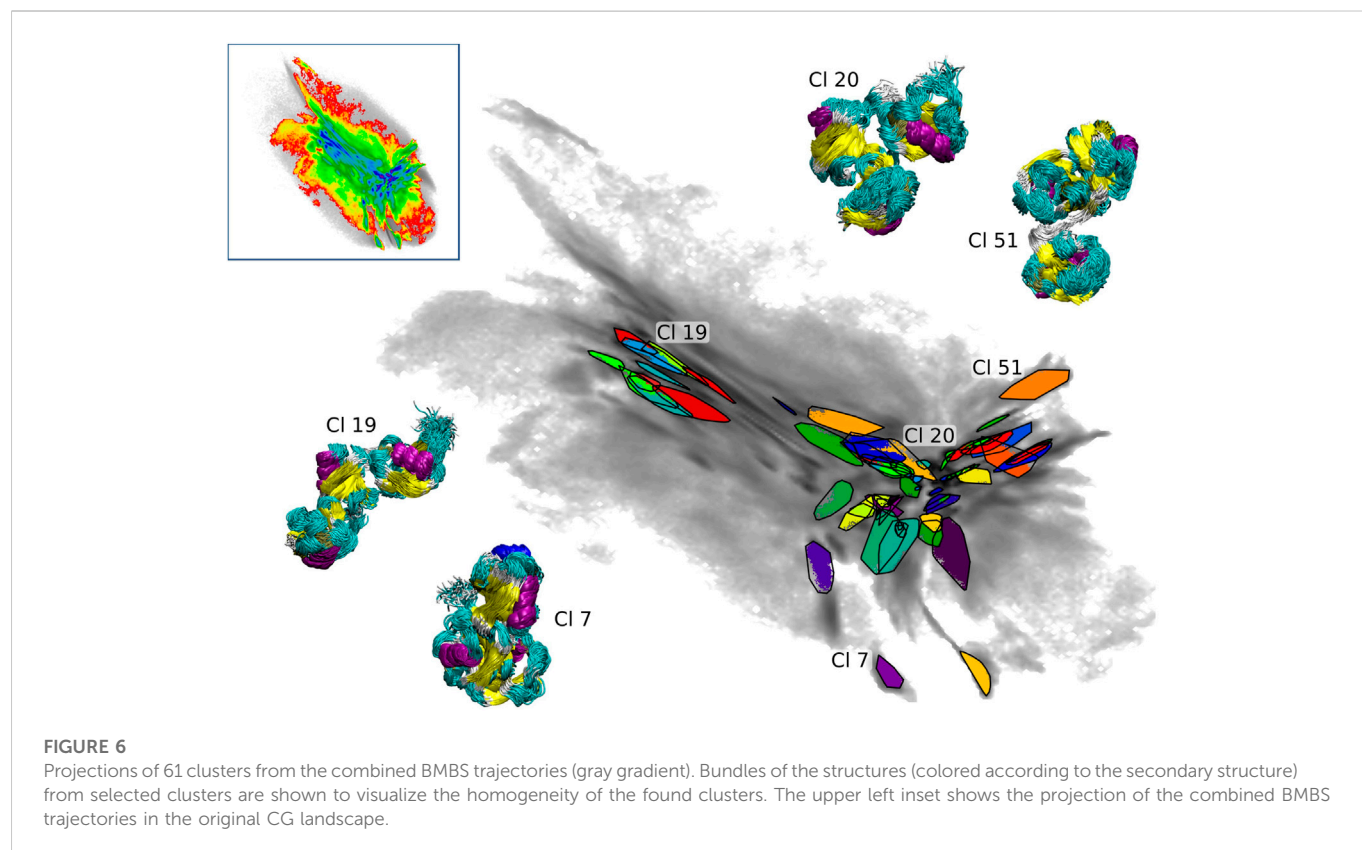 Cl 20
Cl 51
Cl 19
Cl 51
Cl 20
Cl 19
Cl 7
Cl 7
FIGURE 6
Projections of 61 clusters from the combined BMBS trajectories (gray gradient). Bundles of the structures (colored according to the secondary structure)
from selected clusters are shown to visualize the homogeneity of the found clusters. The upper left inset shows the projection of the combined BMBS
trajectories in the original CG landscape.